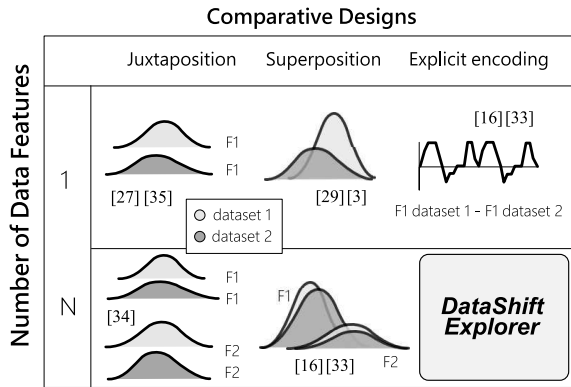 Comparative Designs
Juxtaposition Superposition Explicit encoding
Number of Data Features
1
F1
F1
[27] [35]
[29][3]
[16][33]
F1 dataset 1 - F1 dataset 2
dataset 1
dataset 2
N
F1
F1
[34]
F2
F2
F1
[16][33]
F2
DataShift
Explorer